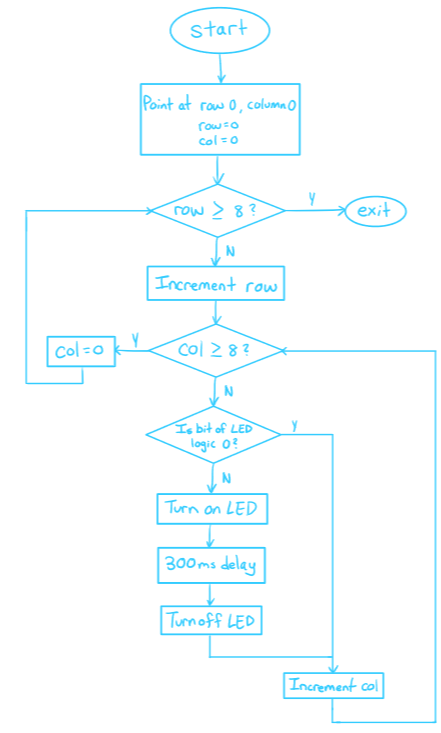 start
Point at row 0, column 0
row=0
col=0
row ≥ 8?
Y
exit
N
Increment row
Col=0
Y
Col ≥ 8?
N
Is bit of LED
logic 0?
Y
N
Turn on LED
300ms delay
Turn off LED
Increment col